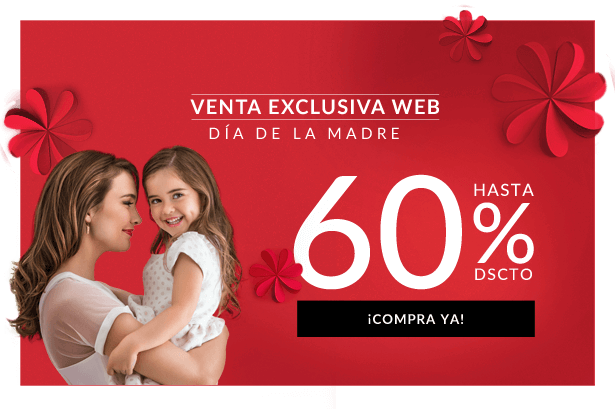 VENTA EXCLUSIVA WEB
DÍA DE LA MADRE
HASTA
60%
DSCTO
¡COMPRA YA!